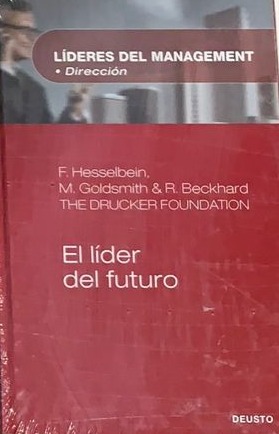 LÍDERES DEL MANAGEMENT
• Dirección
F. Hesselbein,
M. Goldsmith & R. Beckhard
THE DRUCKER FOUNDATION
El líder
del futuro
DEUSTO